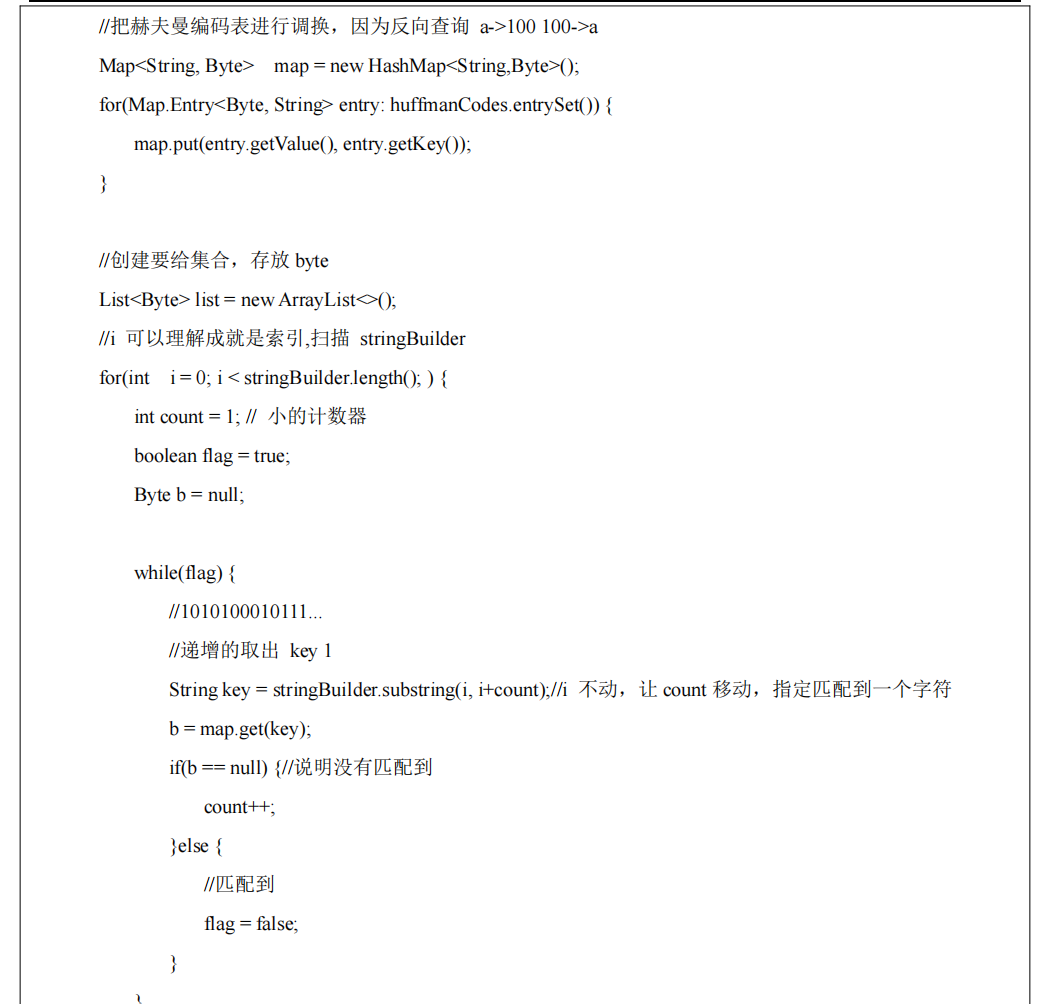 //把赫夫曼编码表进行调换，因为反向查询 a->100 100->a
Map<String, Byte> map = new HashMap<String,Byte>();
for(Map.Entry<Byte, String> entry: huffmanCodes.entrySet()) {
map.put(entry.getValue(), entry.getKey());
}
//创建要给集合，存放 byte
List<Byte> list = new ArrayList<>();
//i 可以理解成就是索引,扫描 stringBuilder
for(int i = 0; i < stringBuilder.length(); ) {
int count = 1; // 小的计数器
boolean flag = true;
Byte b = null;
while(flag) {
//1010100010111...
//递增的取出 key 1
String key = stringBuilder.substring(i, i+count);//i 不动，让 count 移动，指定匹配到一个字符
b = map.get(key);
if(b == null) {//说明没有匹配到
count++;
}else {
//匹配到
flag = false;
}
}